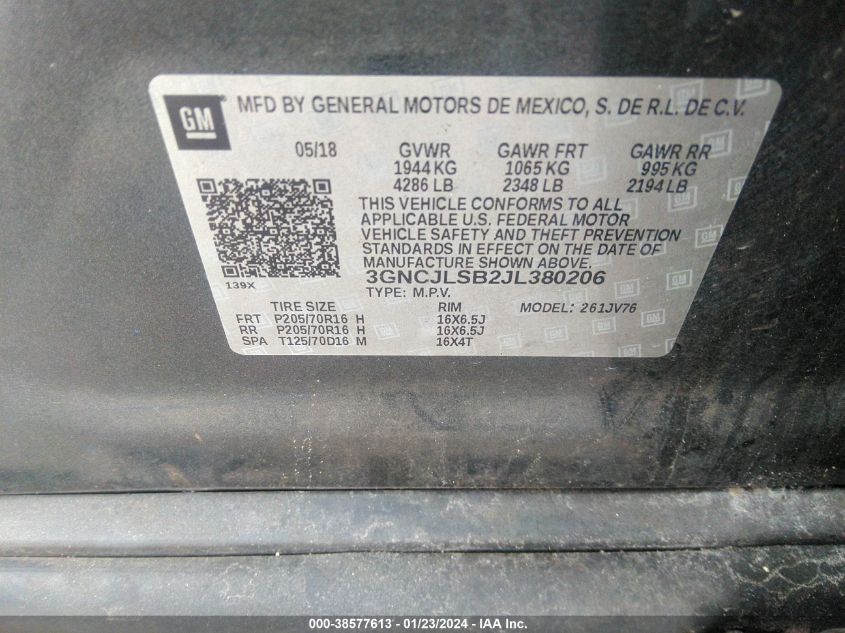 GM
MFD BY GENERAL MOTORS DE MEXICO, S. DE R.L. DE C.V.
05/18 GVWR GAWR FRT GAWR RR
1944 KG 1065 KG 995 KG
4286 LB 2348 LB 2194 LB
THIS VEHICLE CONFORMS TO ALL
APPLICABLE U.S. FEDERAL MOTOR
VEHICLE SAFETY AND THEFT PREVENTION
STANDARDS IN EFFECT ON THE DATE OF
MANUFACTURE SHOWN ABOVE.
139X
3GNCJLSB2JL380206
TYPE: M.P.V.
TIRE SIZE RIM MODEL: 261JV76
FRT P205/70R16 H 16X6.5J
RR P205/70R16 H 16X6.5J
SPA T125/70D16 M 16X4T
000-38577613 - 01/23/2024 - IAA Inc.